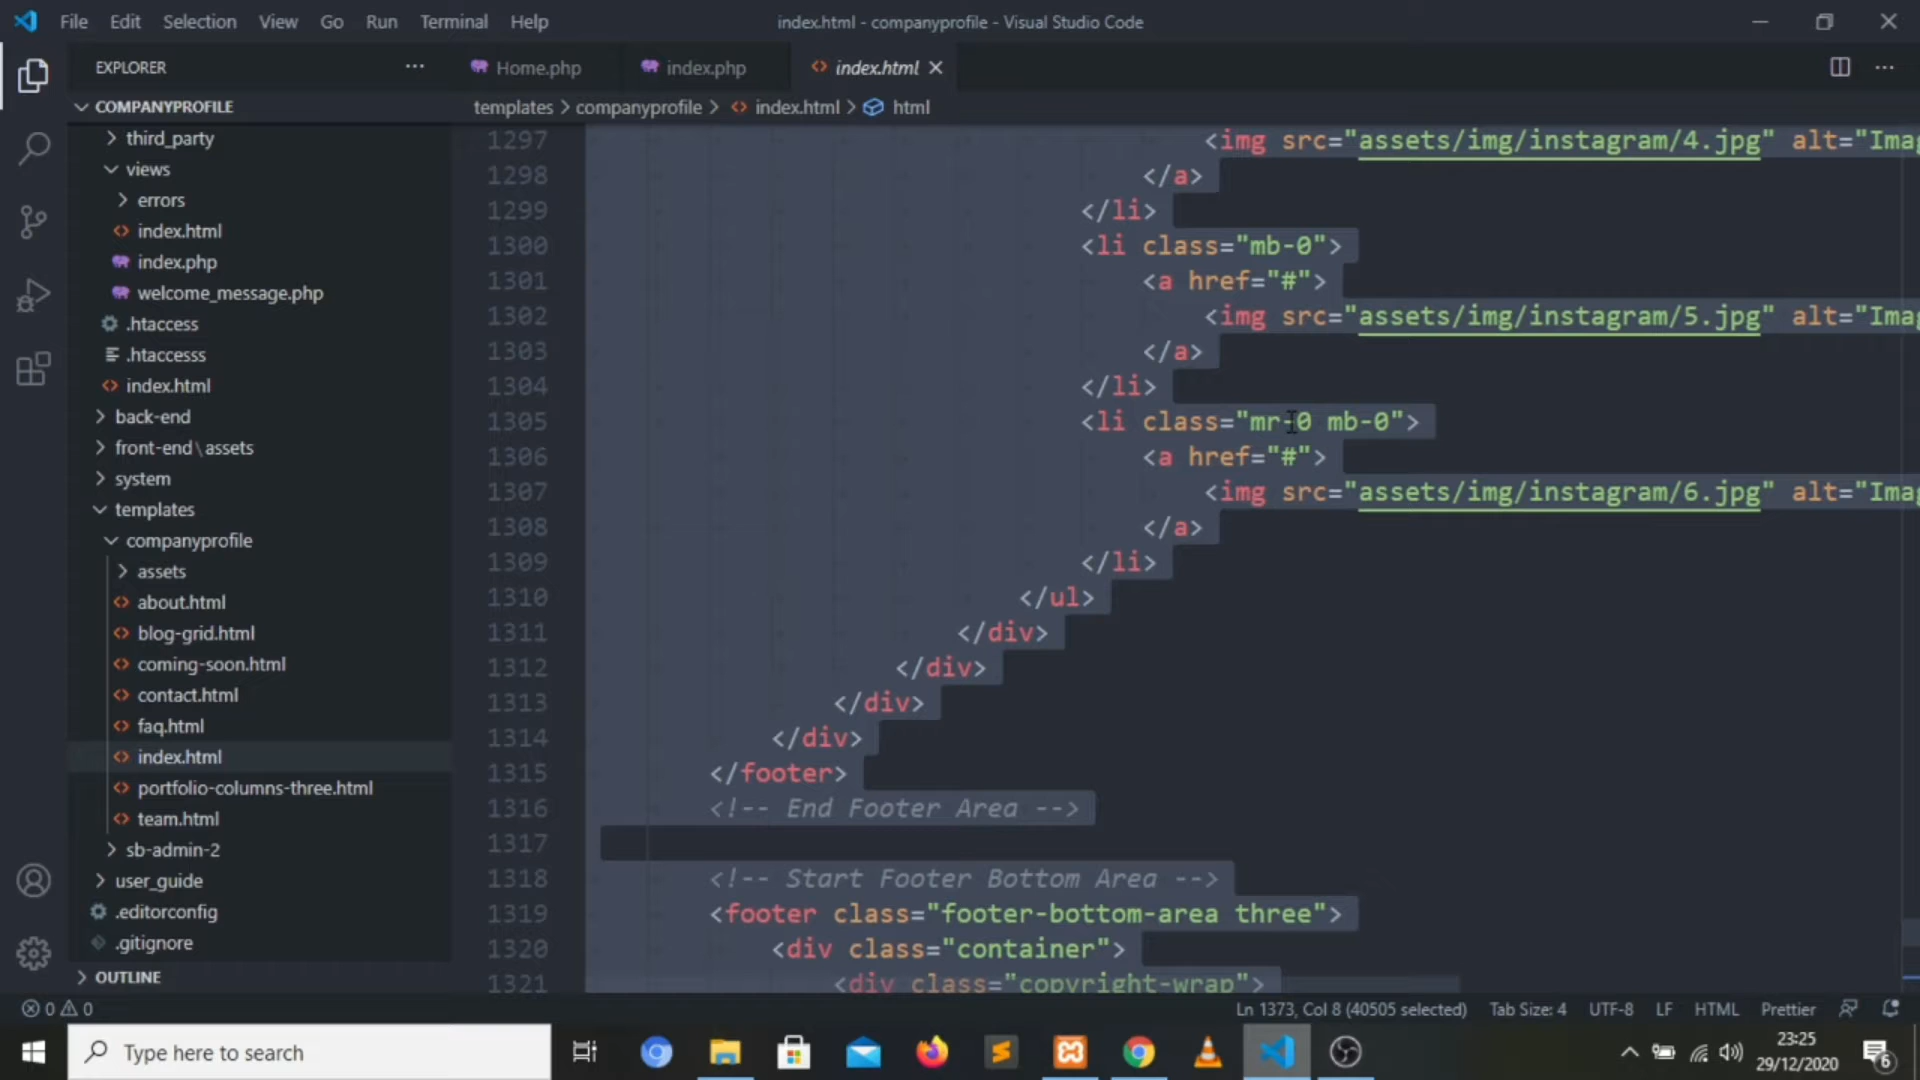 File Edit Selection View Go Run Terminal Help
index.html - companyprofile - Visual Studio Code
EXPLORER
Home.php
index.php
index.html
COMPANYPROFILE
templates > companyprofile > index.html > html
third_party
views
errors
index.html
index.php
welcome_message.php
.htaccess
.htaccesss
index.html
back-end
front-end\assets
system
templates
companyprofile
assets
about.html
blog-grid.html
coming-soon.html
contact.html
faq.html
index.html
portfolio-columns-three.html
team.html
sb-admin-2
user_guide
.editorconfig
.gitignore
OUTLINE
1297 <img src="assets/img/instagram/4.jpg" alt="Imag
1298 </a>
1299 </li>
1300 <li class="mb-0">
1301 <a href="#">
1302 <img src="assets/img/instagram/5.jpg" alt="Imag
1303 </a>
1304 </li>
1305 <li class="mr-0 mb-0">
1306 <a href="#">
1307 <img src="assets/img/instagram/6.jpg" alt="Imag
1308 </a>
1309 </li>
1310 </ul>
1311 </div>
1312 </div>
1313 </div>
1314 </div>
1315 </footer>
1316 <!-- End Footer Area -->
1317
1318 <!-- Start Footer Bottom Area -->
1319 <footer class="footer-bottom-area three">
1320 <div class="container">
1321 <div class="copyright-wrap">
0 0
Ln 1373, Col 8 (40505 selected) Tab Size: 4 UTF-8 LF HTML Prettier
Type here to search
23:25
29/12/2020
6